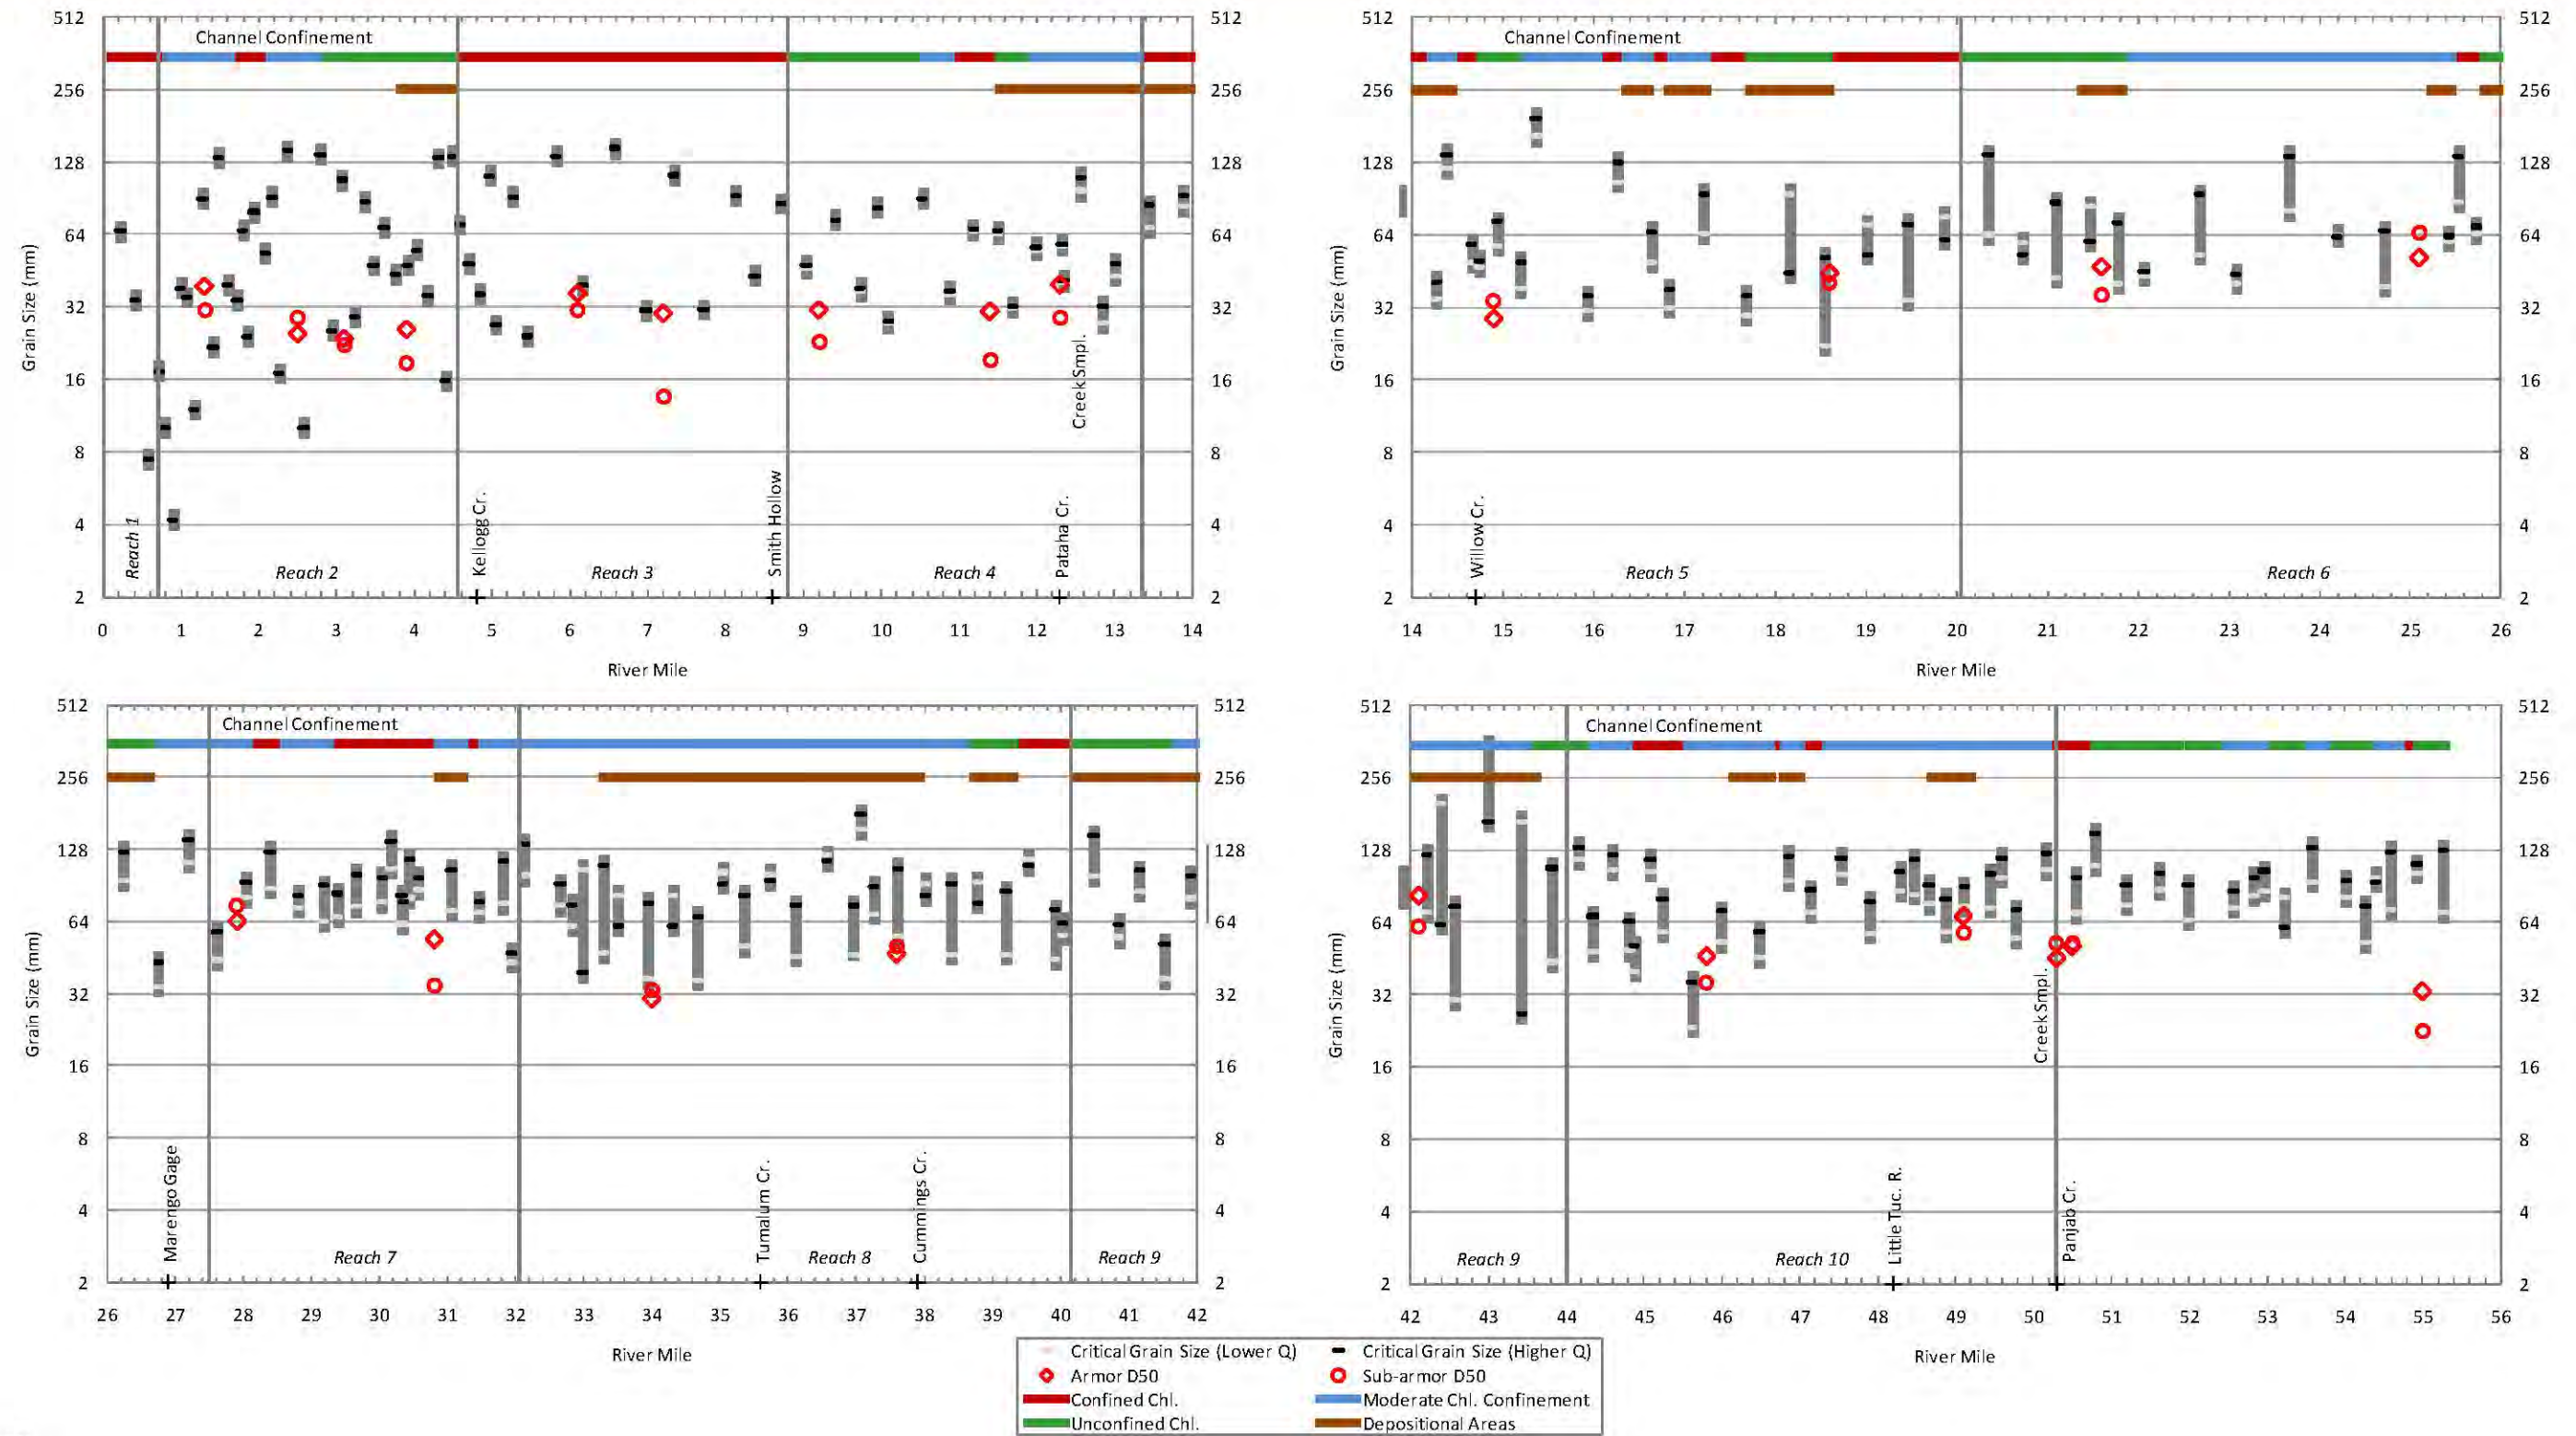 512
256
128
64
32
16
8
4
2
Grain Size (mm)
Channel Confinement
Reach 1
Reach 2
Kellogg Cr.
Reach 3
Smith Hollow
Reach 4
Pataha Cr.
Creek Smpl.
512
256
128
64
32
16
8
4
2
0 1 2 3 4 5 6 7 8 9 10 11 12 13 14
River Mile
512
256
128
64
32
16
8
4
2
Grain Size (mm)
Channel Confinement
Willow Cr.
Reach 5
Reach 6
512
256
128
64
32
16
8
4
2
14 15 16 17 18 19 20 21 22 23 24 25 26
River Mile
512
256
128
64
32
16
8
4
2
Grain Size (mm)
Channel Confinement
Marengo Gage
Reach 7
Tumalum Cr.
Reach 8
Cummings Cr.
Reach 9
512
256
128
64
32
16
8
4
2
26 27 28 29 30 31 32 33 34 35 36 37 38 39 40 41 42
River Mile
512
256
128
64
32
16
8
4
2
Grain Size (mm)
Channel Confinement
Reach 9
Reach 10
Little Tuc. R.
Creek Smpl.
Panjab Cr.
512
256
128
64
32
16
8
4
2
42 43 44 45 46 47 48 49 50 51 52 53 54 55 56
River Mile
Critical Grain Size (Lower Q) Critical Grain Size (Higher Q)
Armor D50 Sub-armor D50
Confined Chl. Moderate Chl. Confinement
Unconfined Chl. Depositional Areas